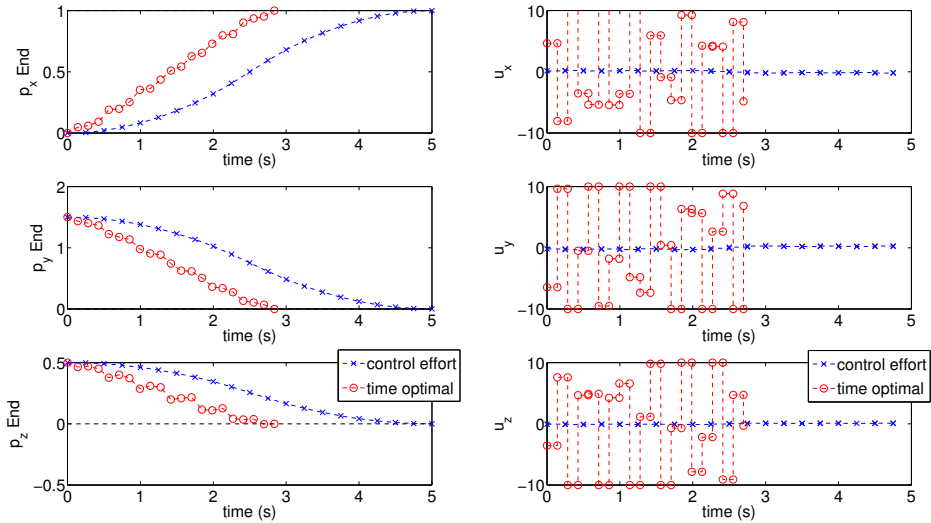 1
0.5
0
p_x End
0 1 2 3 4 5
time (s)
10
0
−10
u_x
0 1 2 3 4 5
time (s)
2
1
0
p_y End
0 1 2 3 4 5
time (s)
10
0
−10
u_y
0 1 2 3 4 5
time (s)
0.5
0
−0.5
p_z End
control effort
time optimal
0 1 2 3 4 5
time (s)
10
0
−10
u_z
control effort
time optimal
0 1 2 3 4 5
time (s)